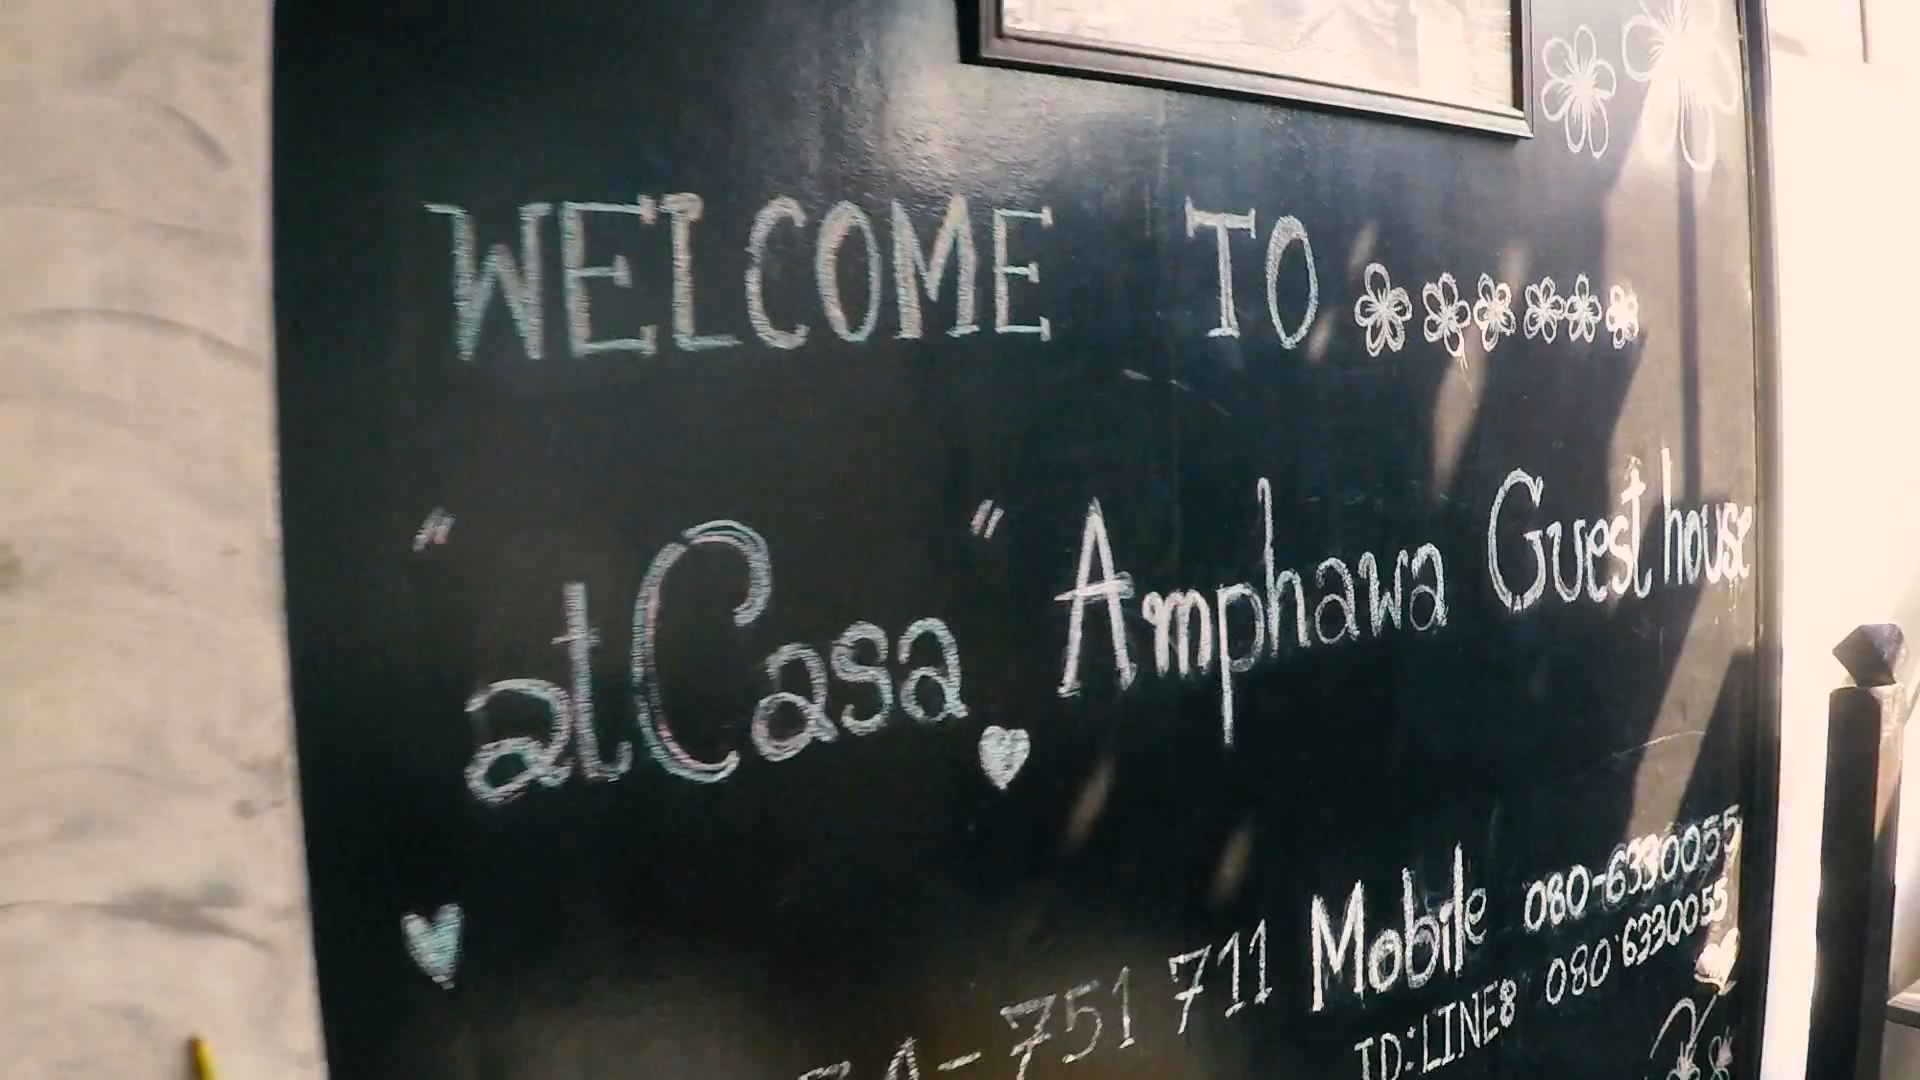 WELCOME TO
"atCasa" Amphawa Guest house
-751 711 Mobile 080-6330055
ID:LINE8 080-6330055